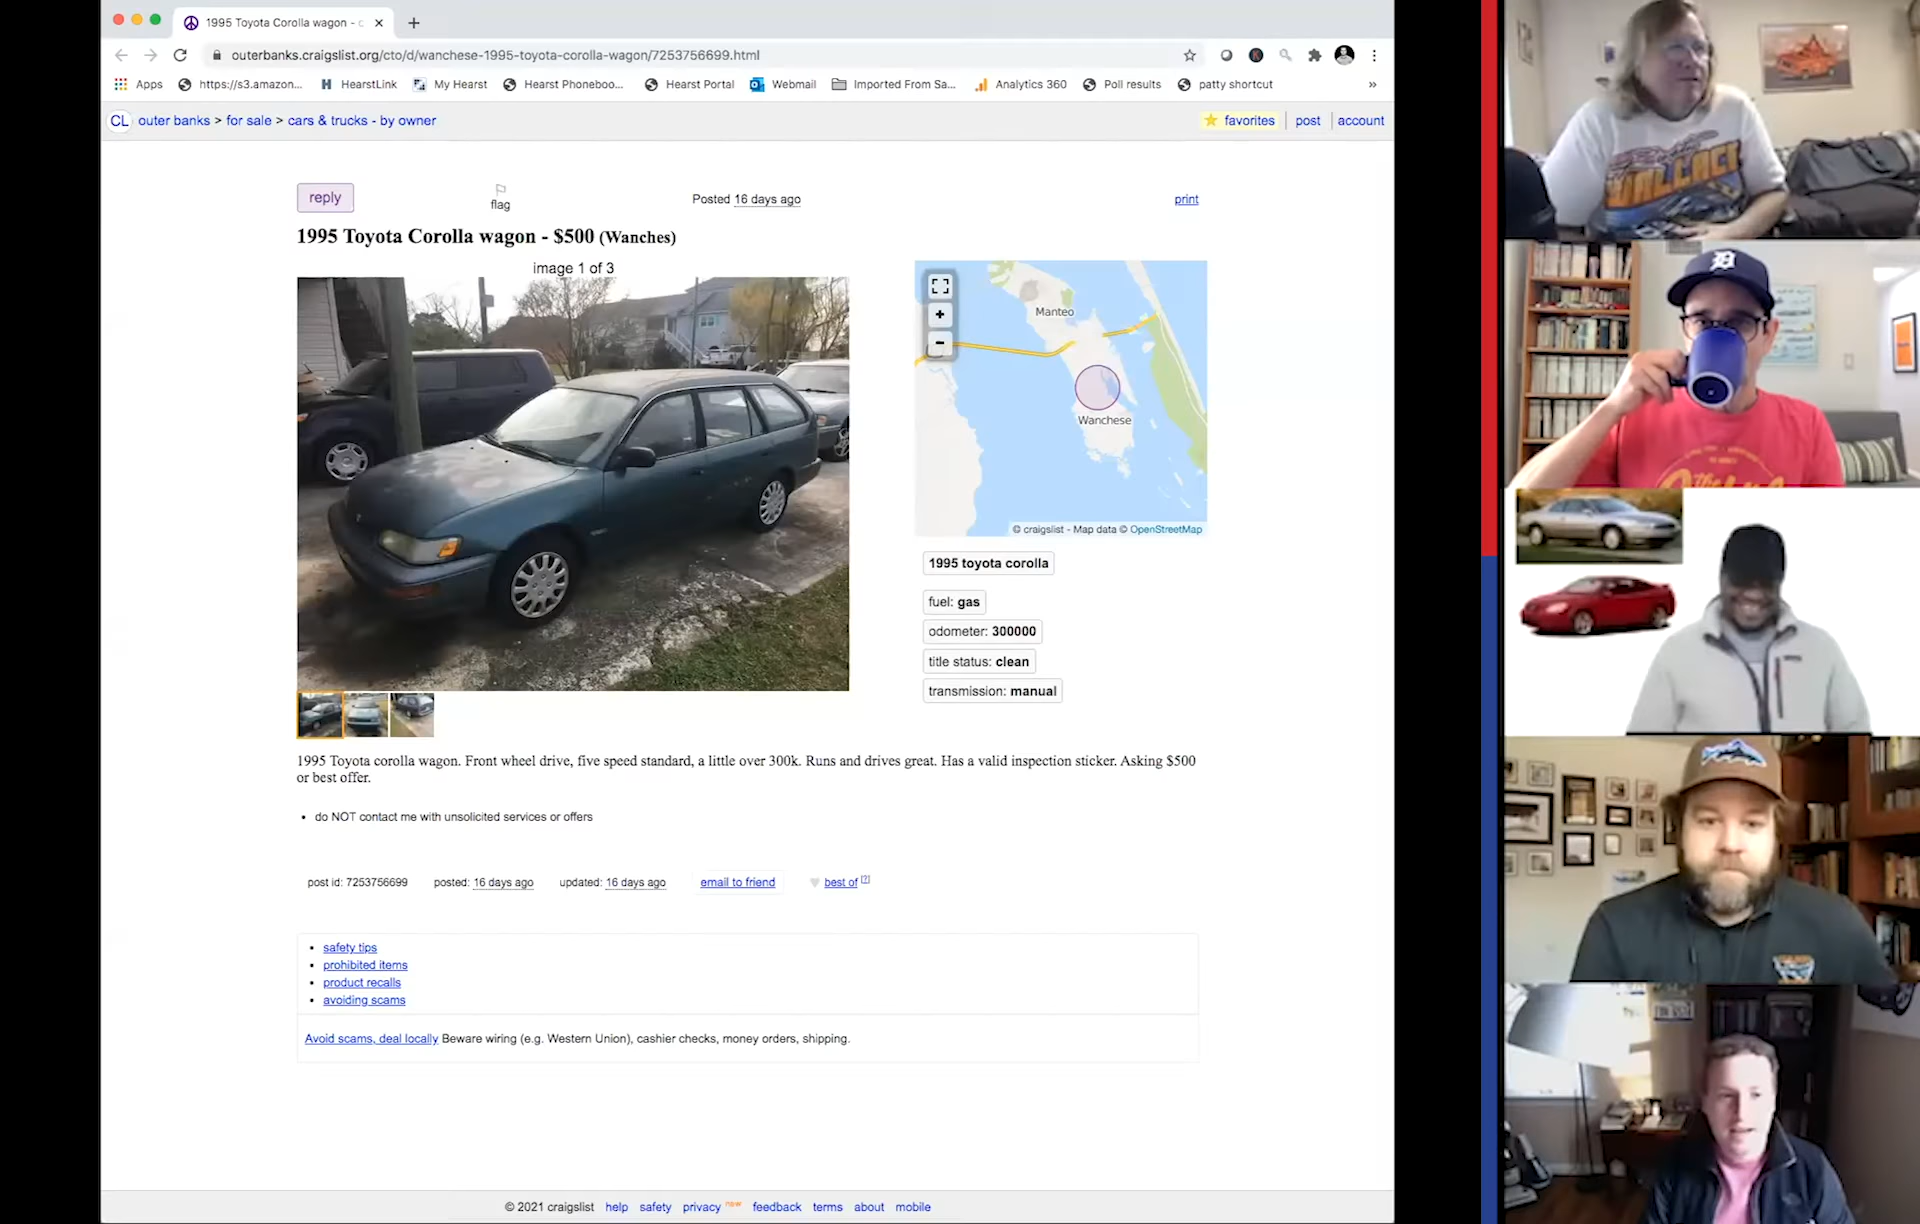 1995 Toyota Corolla wagon - c
outerbanks.craigslist.org/cto/d/wanchese-1995-toyota-corolla-wagon/7253756699.html
Apps https://s3.amazon... HearstLink My Hearst Hearst Phoneboo... Hearst Portal Webmail Imported From Sa... Analytics 360 Poll results patty shortcut »
CL outer banks > for sale > cars & trucks - by owner favorites post account
reply flag Posted 16 days ago print
1995 Toyota Corolla wagon - $500 (Wanches)
image 1 of 3
Manteo
Wanchese
© craigslist - Map data © OpenStreetMap
1995 toyota corolla
fuel: gas
odometer: 300000
title status: clean
transmission: manual
1995 Toyota corolla wagon. Front wheel drive, five speed standard, a little over 300k. Runs and drives great. Has a valid inspection sticker. Asking $500
or best offer.
• do NOT contact me with unsolicited services or offers
post id: 7253756699 posted: 16 days ago updated: 16 days ago email to friend best of [?]
• safety tips
• prohibited items
• product recalls
• avoiding scams
Avoid scams, deal locally Beware wiring (e.g. Western Union), cashier checks, money orders, shipping.
© 2021 craigslist help safety privacy new feedback terms about mobile
WALLACE
D